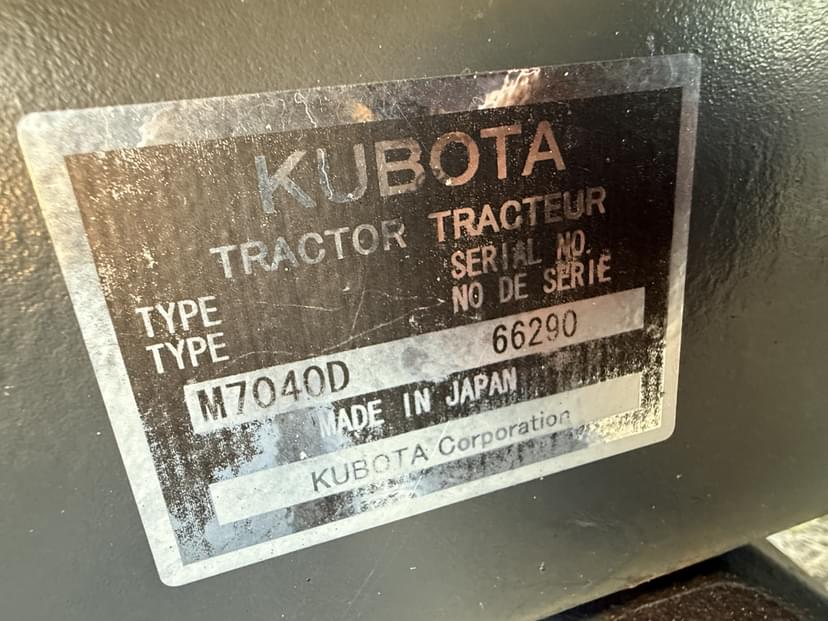 KUBOTA
TRACTOR TRACTEUR
SERIAL NO.
NO DE SERIE
TYPE
TYPE
M7040D 66290
MADE IN JAPAN
KUBOTA Corporation